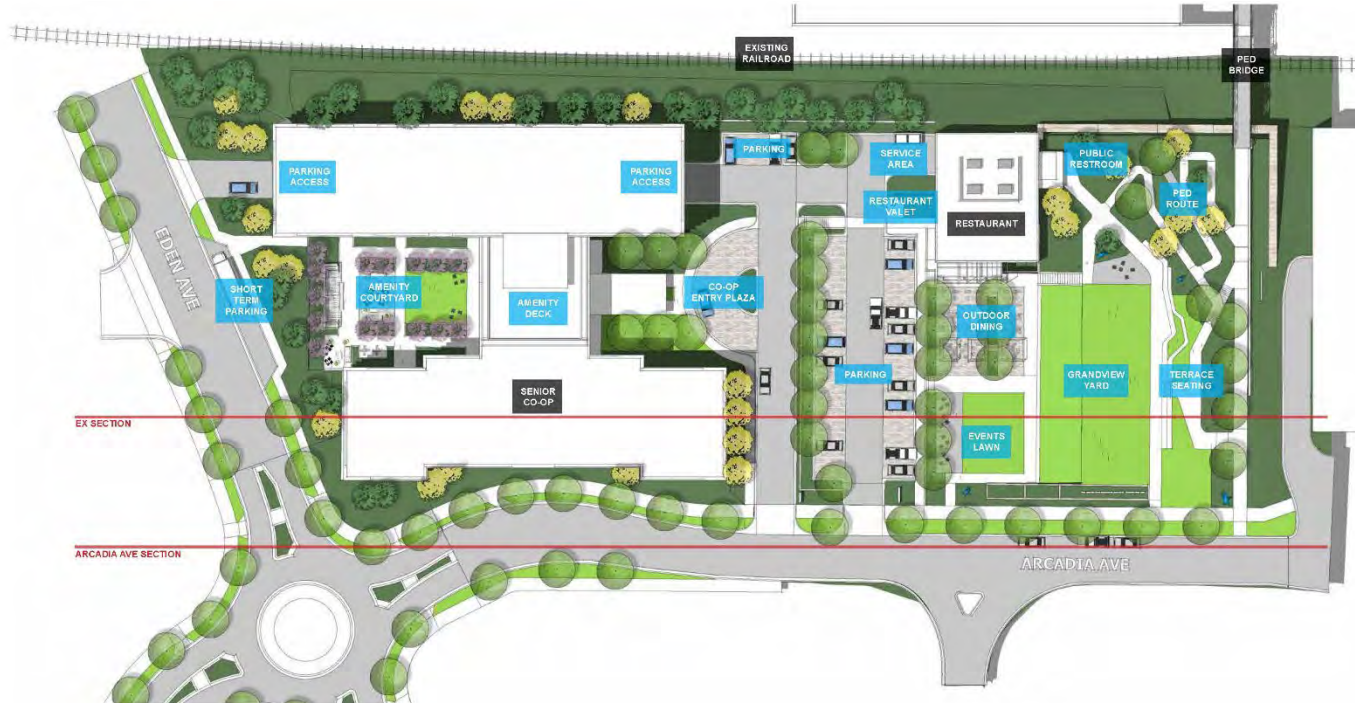 EXISTING
RAILROAD
PED
BRIDGE
PARKING
SERVICE
AREA
PUBLIC
RESTROOM
PARKING
ACCESS
PARKING
ACCESS
RESTAURANT
VALET
RESTAURANT
PED
ROUTE
EDEN AVE
SHORT
TERM
PARKING
AMENITY
COURTYARD
AMENITY
DECK
CO-OP
ENTRY PLAZA
OUTDOOR
DINING
PARKING
GRANDVIEW
YARD
TERRACE
SEATING
SENIOR
CO-OP
EX SECTION
EVENTS
LAWN
ARCADIA AVE SECTION
ARCADIA AVE